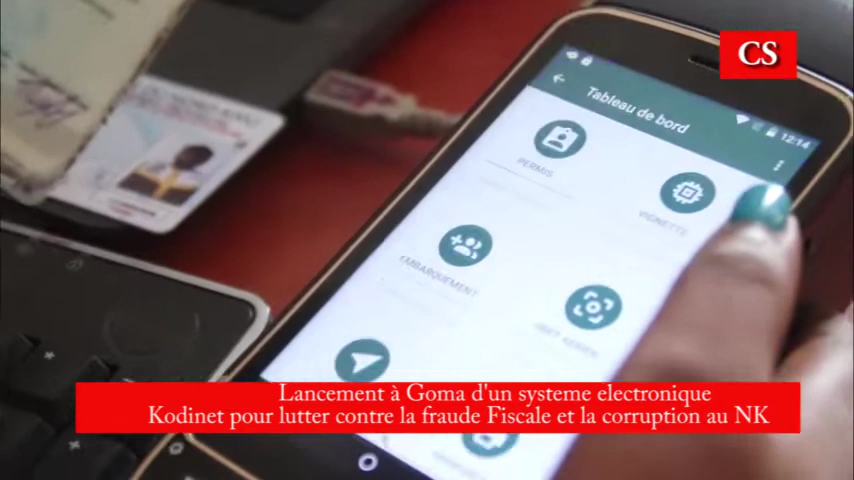 CS
Tableau de bord
12:14
PERMIS
VIGNETTE
EMBARQUEMENT
Lancement à Goma d'un systeme electronique
Kodinet pour lutter contre la fraude Fiscale et la corruption au NK